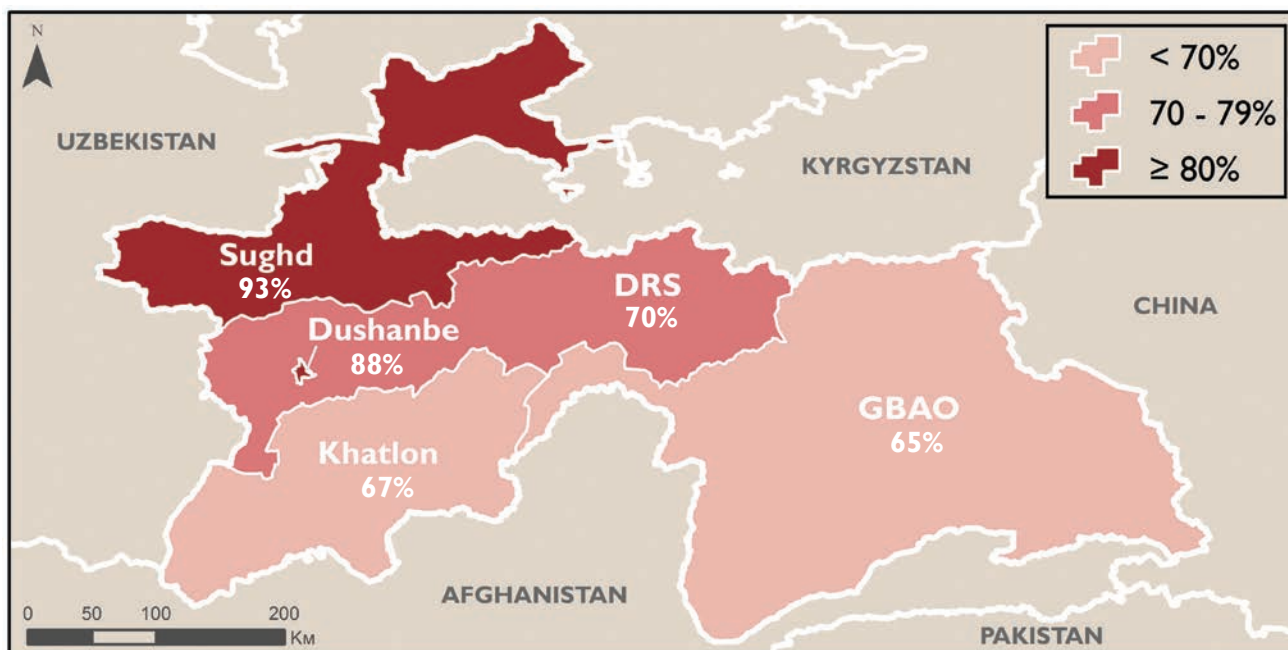 N
< 70%
70 - 79%
≥ 80%
UZBEKISTAN
KYRGYZSTAN
Sughd
93%
DRS
70%
CHINA
Dushanbe
88%
GBAO
65%
Khatlon
67%
AFGHANISTAN
PAKISTAN
0 50 100 200
KM